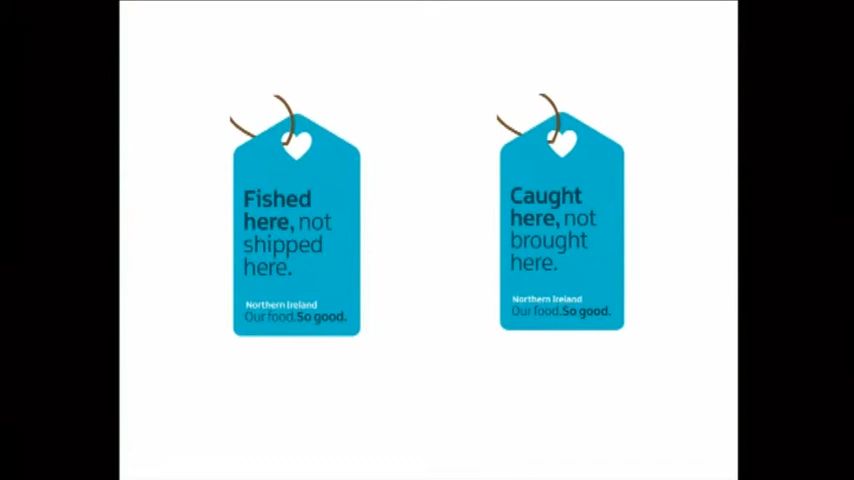 Fished
here, not
shipped
here.
Northern Ireland
Our food.So good.
Caught
here, not
brought
here.
Northern Ireland
Our food.So good.